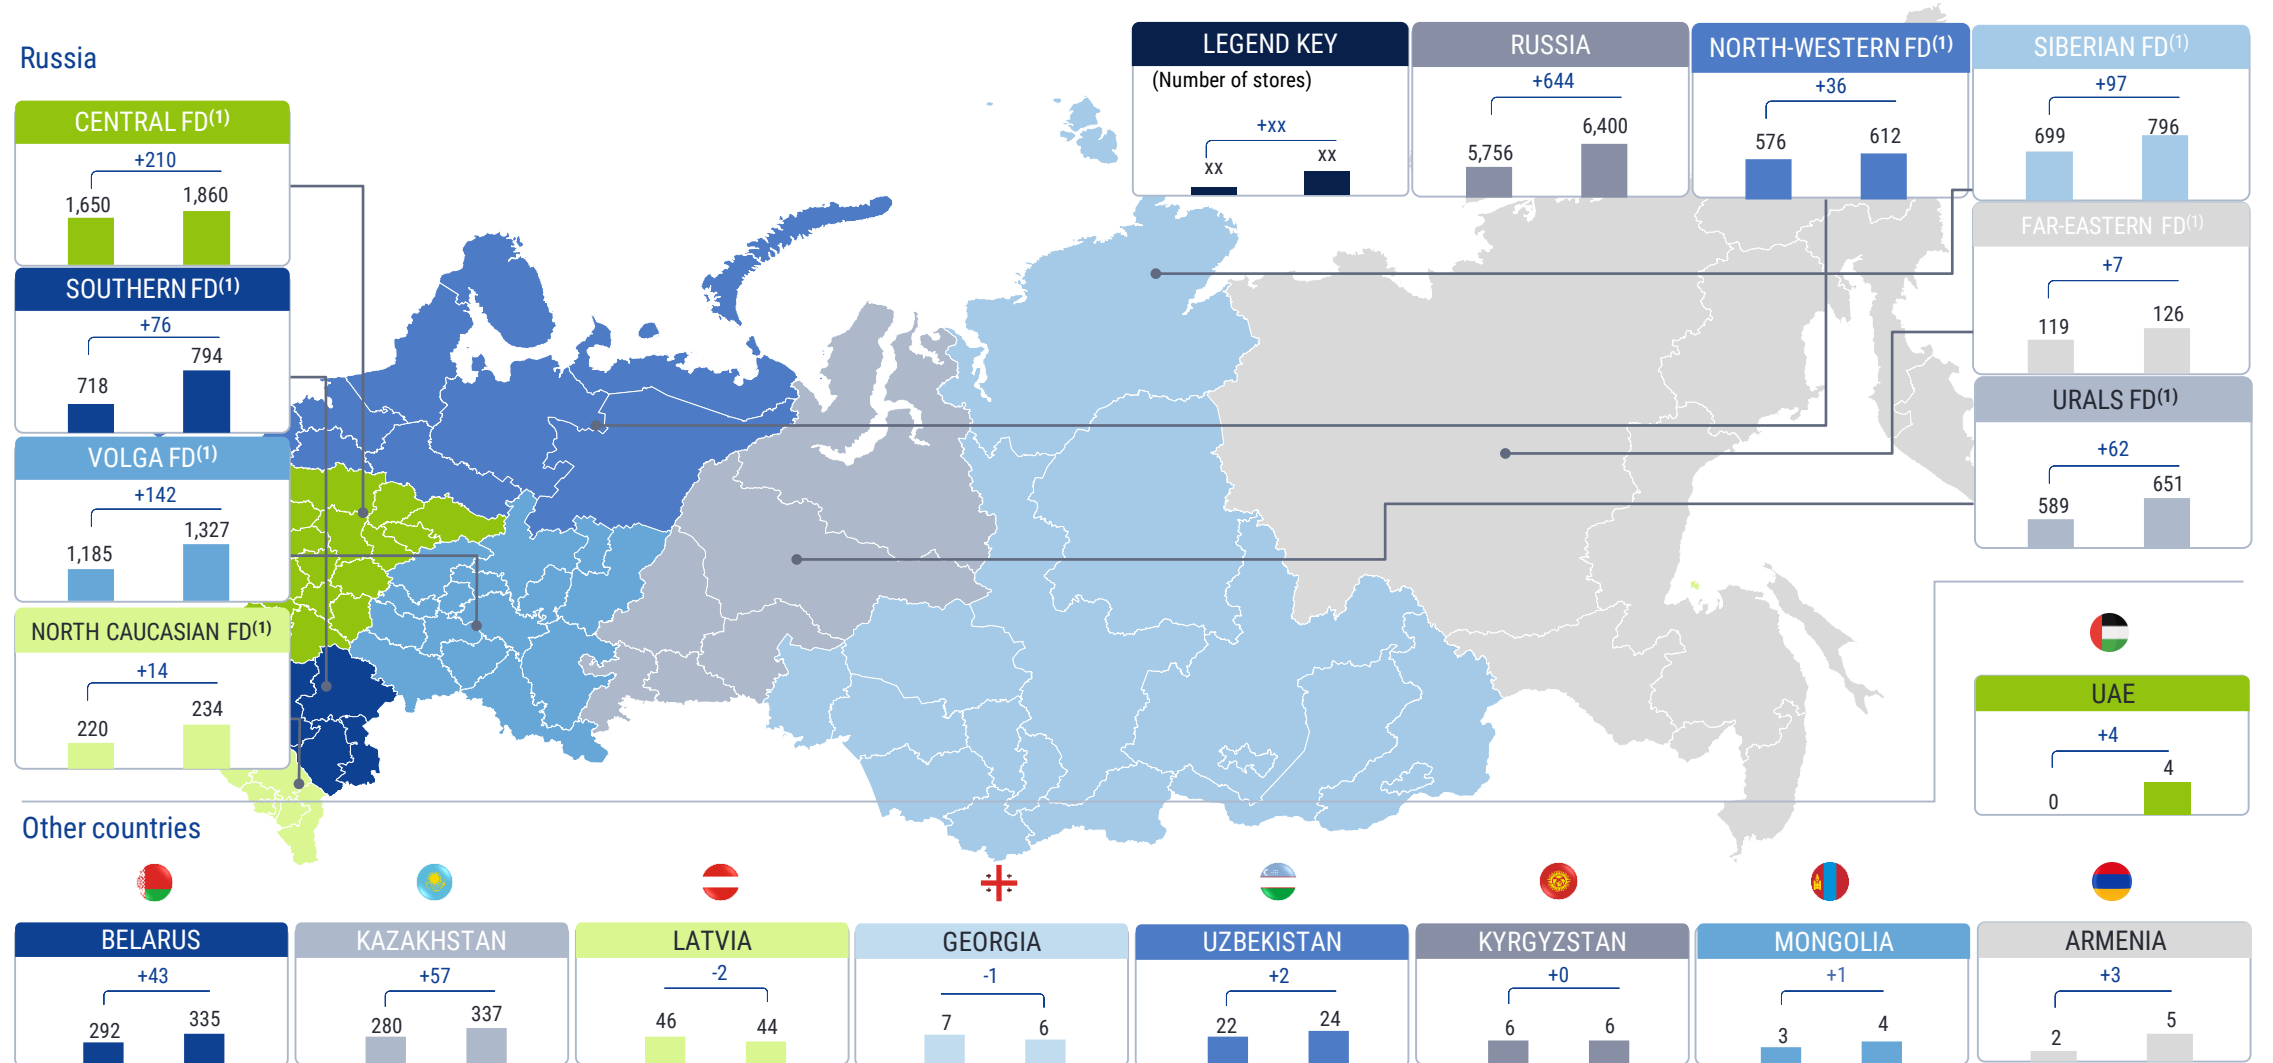 Russia
CENTRAL FD(1)
+210
1,650
1,860
SOUTHERN FD(1)
+76
718
794
VOLGA FD(1)
+142
1,185
1,327
NORTH CAUCASIAN FD(1)
+14
220
234
LEGEND KEY
(Number of stores)
+xx
xx
xx
RUSSIA
+644
5,756
6,400
NORTH-WESTERN FD(1)
+36
576
612
SIBERIAN FD(1)
+97
699
796
FAR-EASTERN FD(1)
+7
119
126
URALS FD(1)
+62
589
651
UAE
+4
0
4
Other countries
BELARUS
+43
292
335
KAZAKHSTAN
+57
280
337
LATVIA
-2
46
44
GEORGIA
-1
7
6
UZBEKISTAN
+2
22
24
KYRGYZSTAN
+0
6
6
MONGOLIA
+1
3
4
ARMENIA
+3
2
5